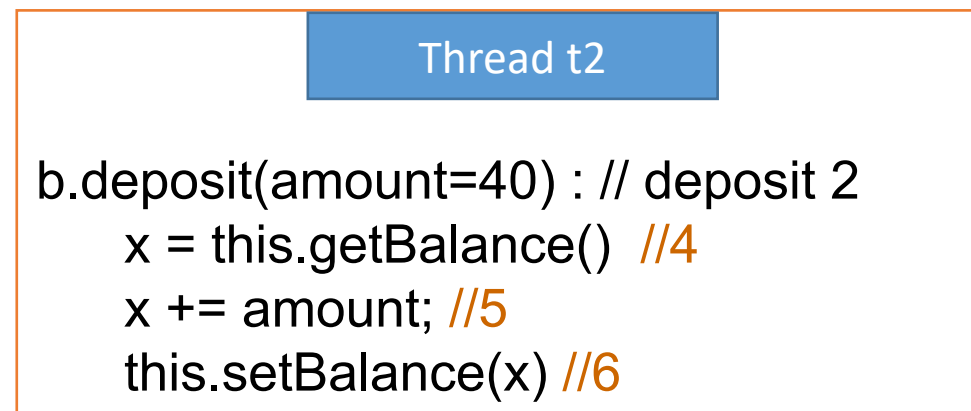 Thread t2
b.deposit(amount=40) : // deposit 2
x = this.getBalance() //4
x += amount; //5
this.setBalance(x) //6